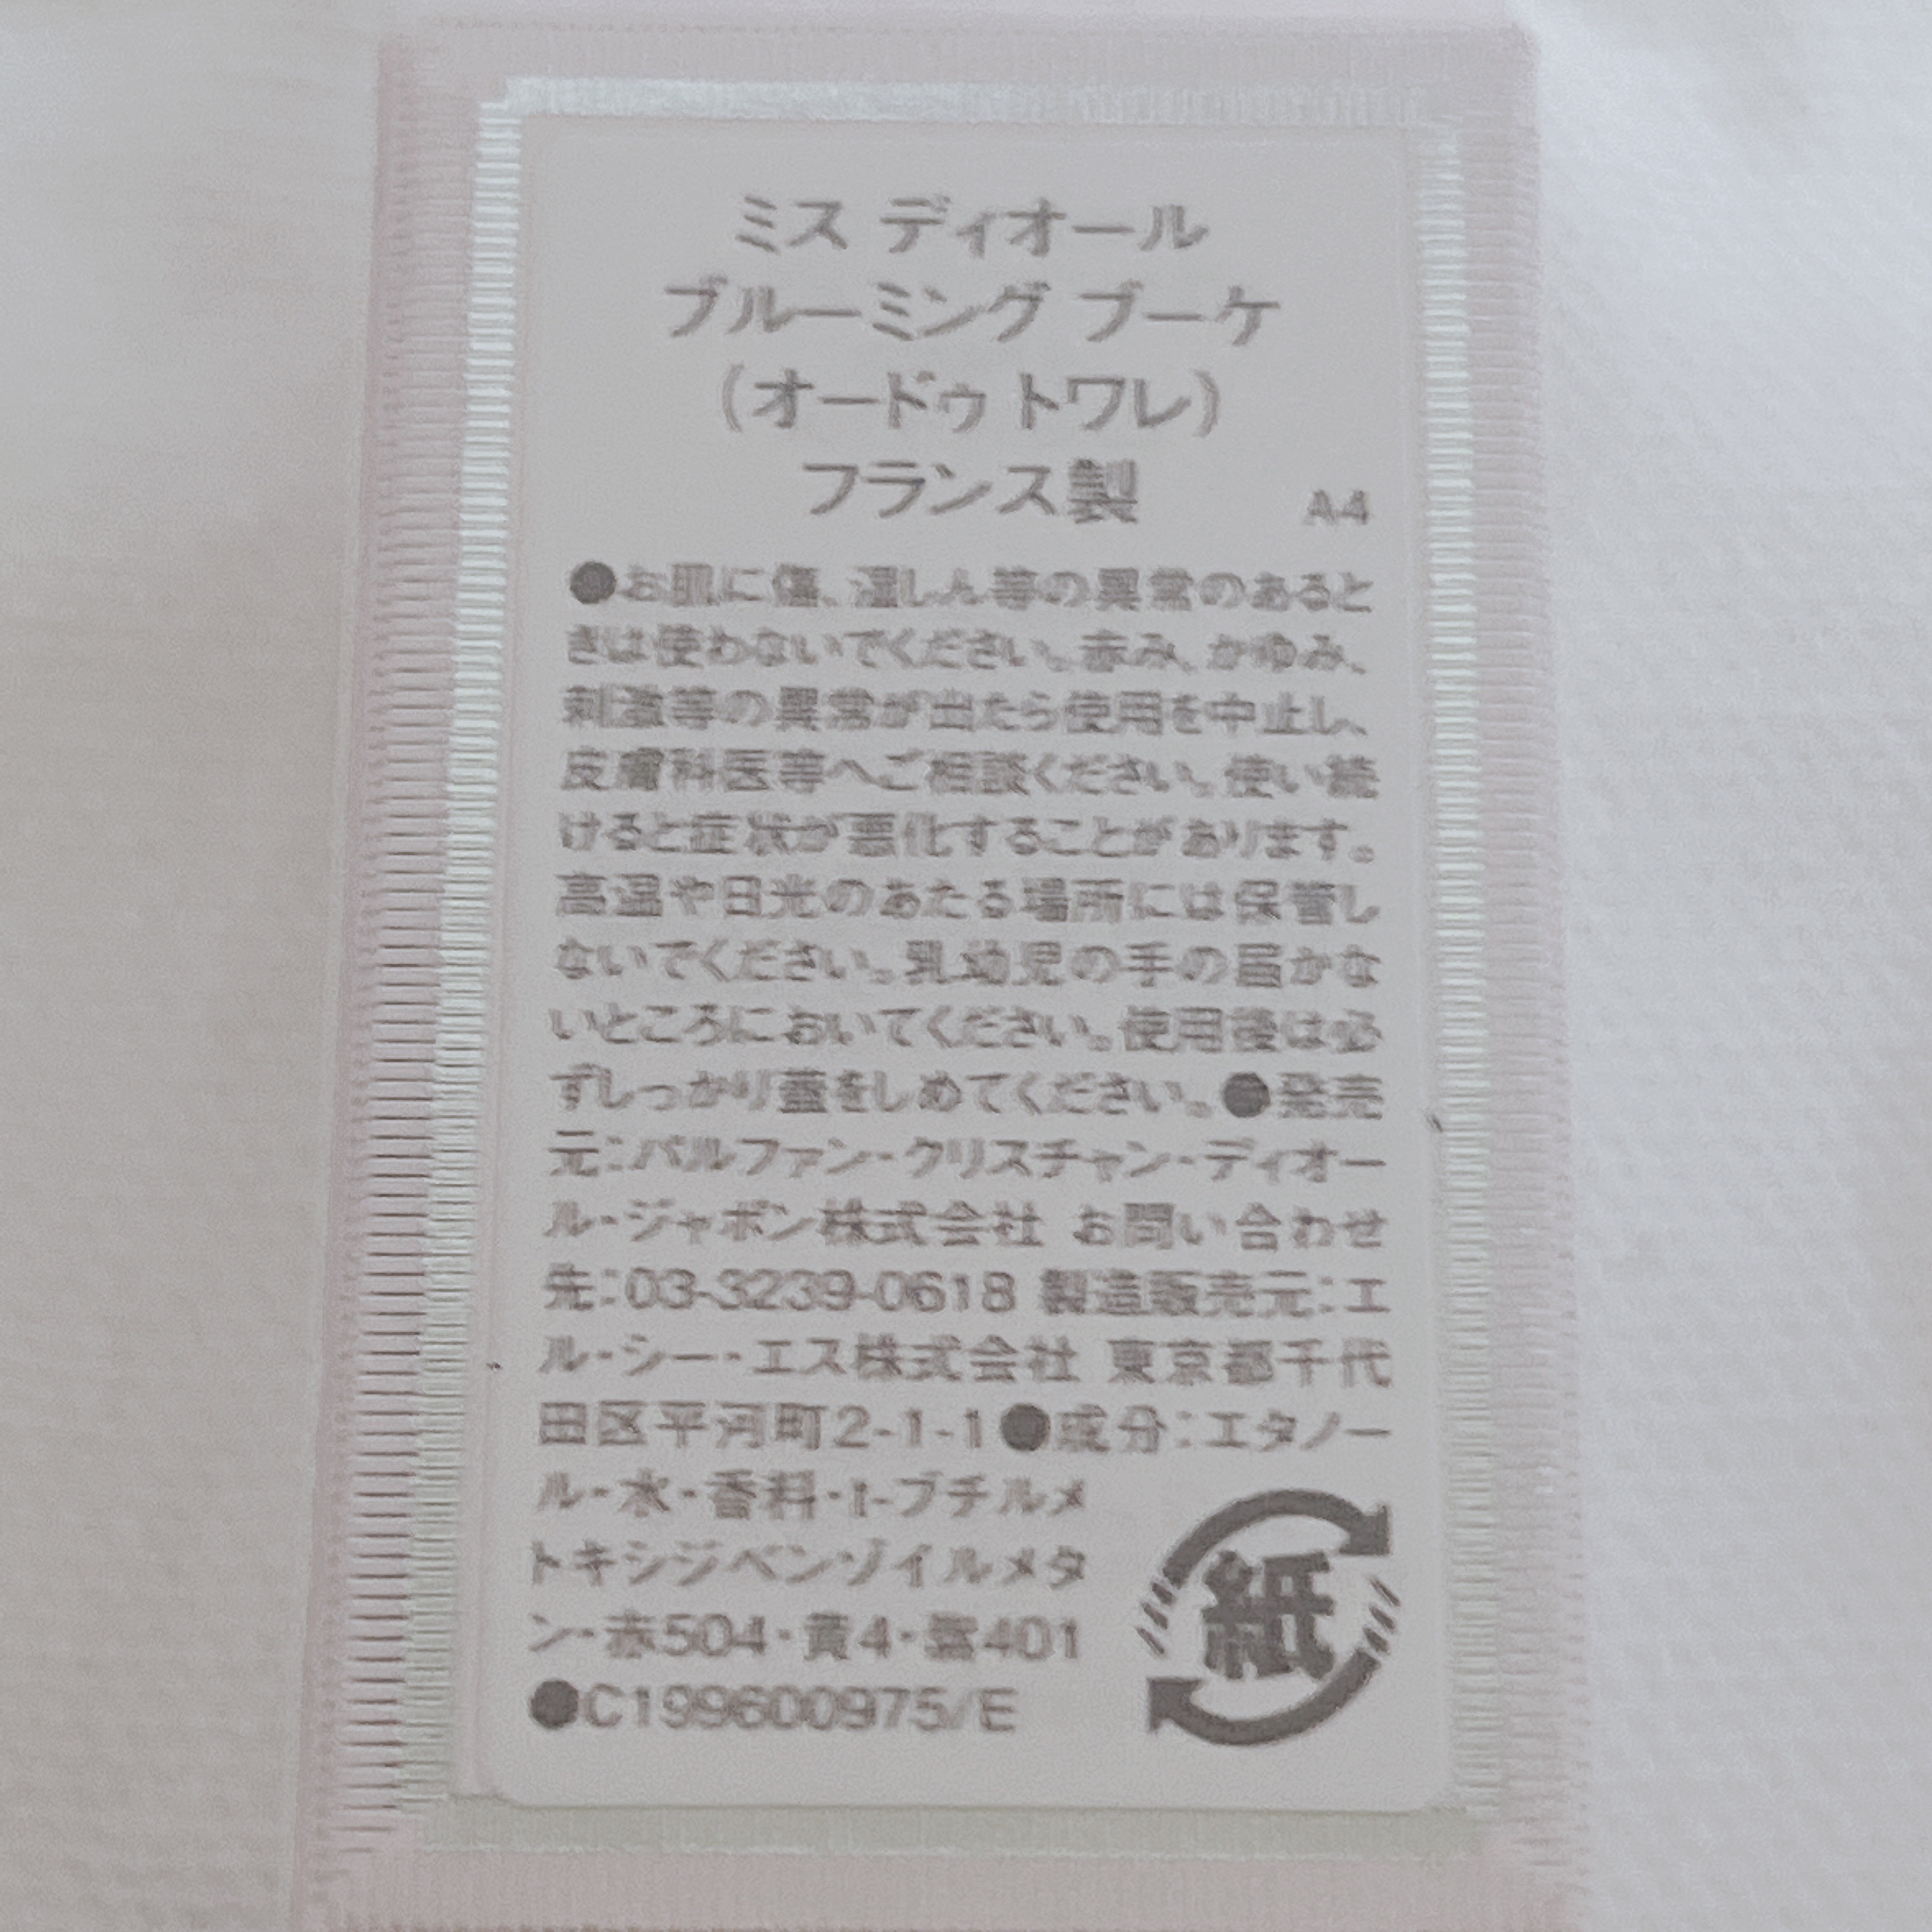 ミス ディオール
ブルーミング ブーケ
(オードゥ トワレ)
フランス製
A4
●お肌に傷、湿しん等の異常のあると
きは使わないでください。赤み、かゆみ、
刺激等の異常が出たら使用を中止し、
皮膚科医等へご相談ください。使い続
けると症状が悪化することがあります。
高温や日光のあたる場所には保管し
ないでください。乳幼児の手の届かな
いところにおいてください。使用後は必
ずしっかり蓋をしめてください。●発売
元:パルファン・クリスチャン・ディオー
ル・ジャポン株式会社 お問い合わせ
先:03-3239-0618 製造販売元:エ
ル・シー・エス株式会社 東京都千代
田区平河町2-1-1●成分:エタノー
ル・水・香料・t-ブチルメ
トキシジベンゾイルメタ
ン・赤504・黄4・紫401
●C199600975/E
紙